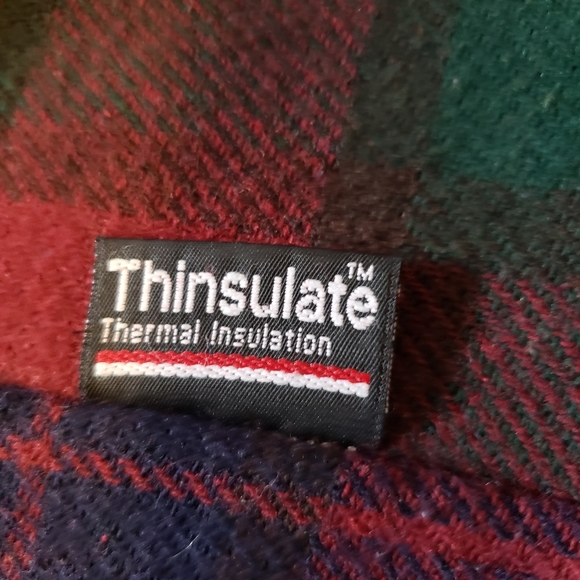 Thinsulate™
Thermal Insulation